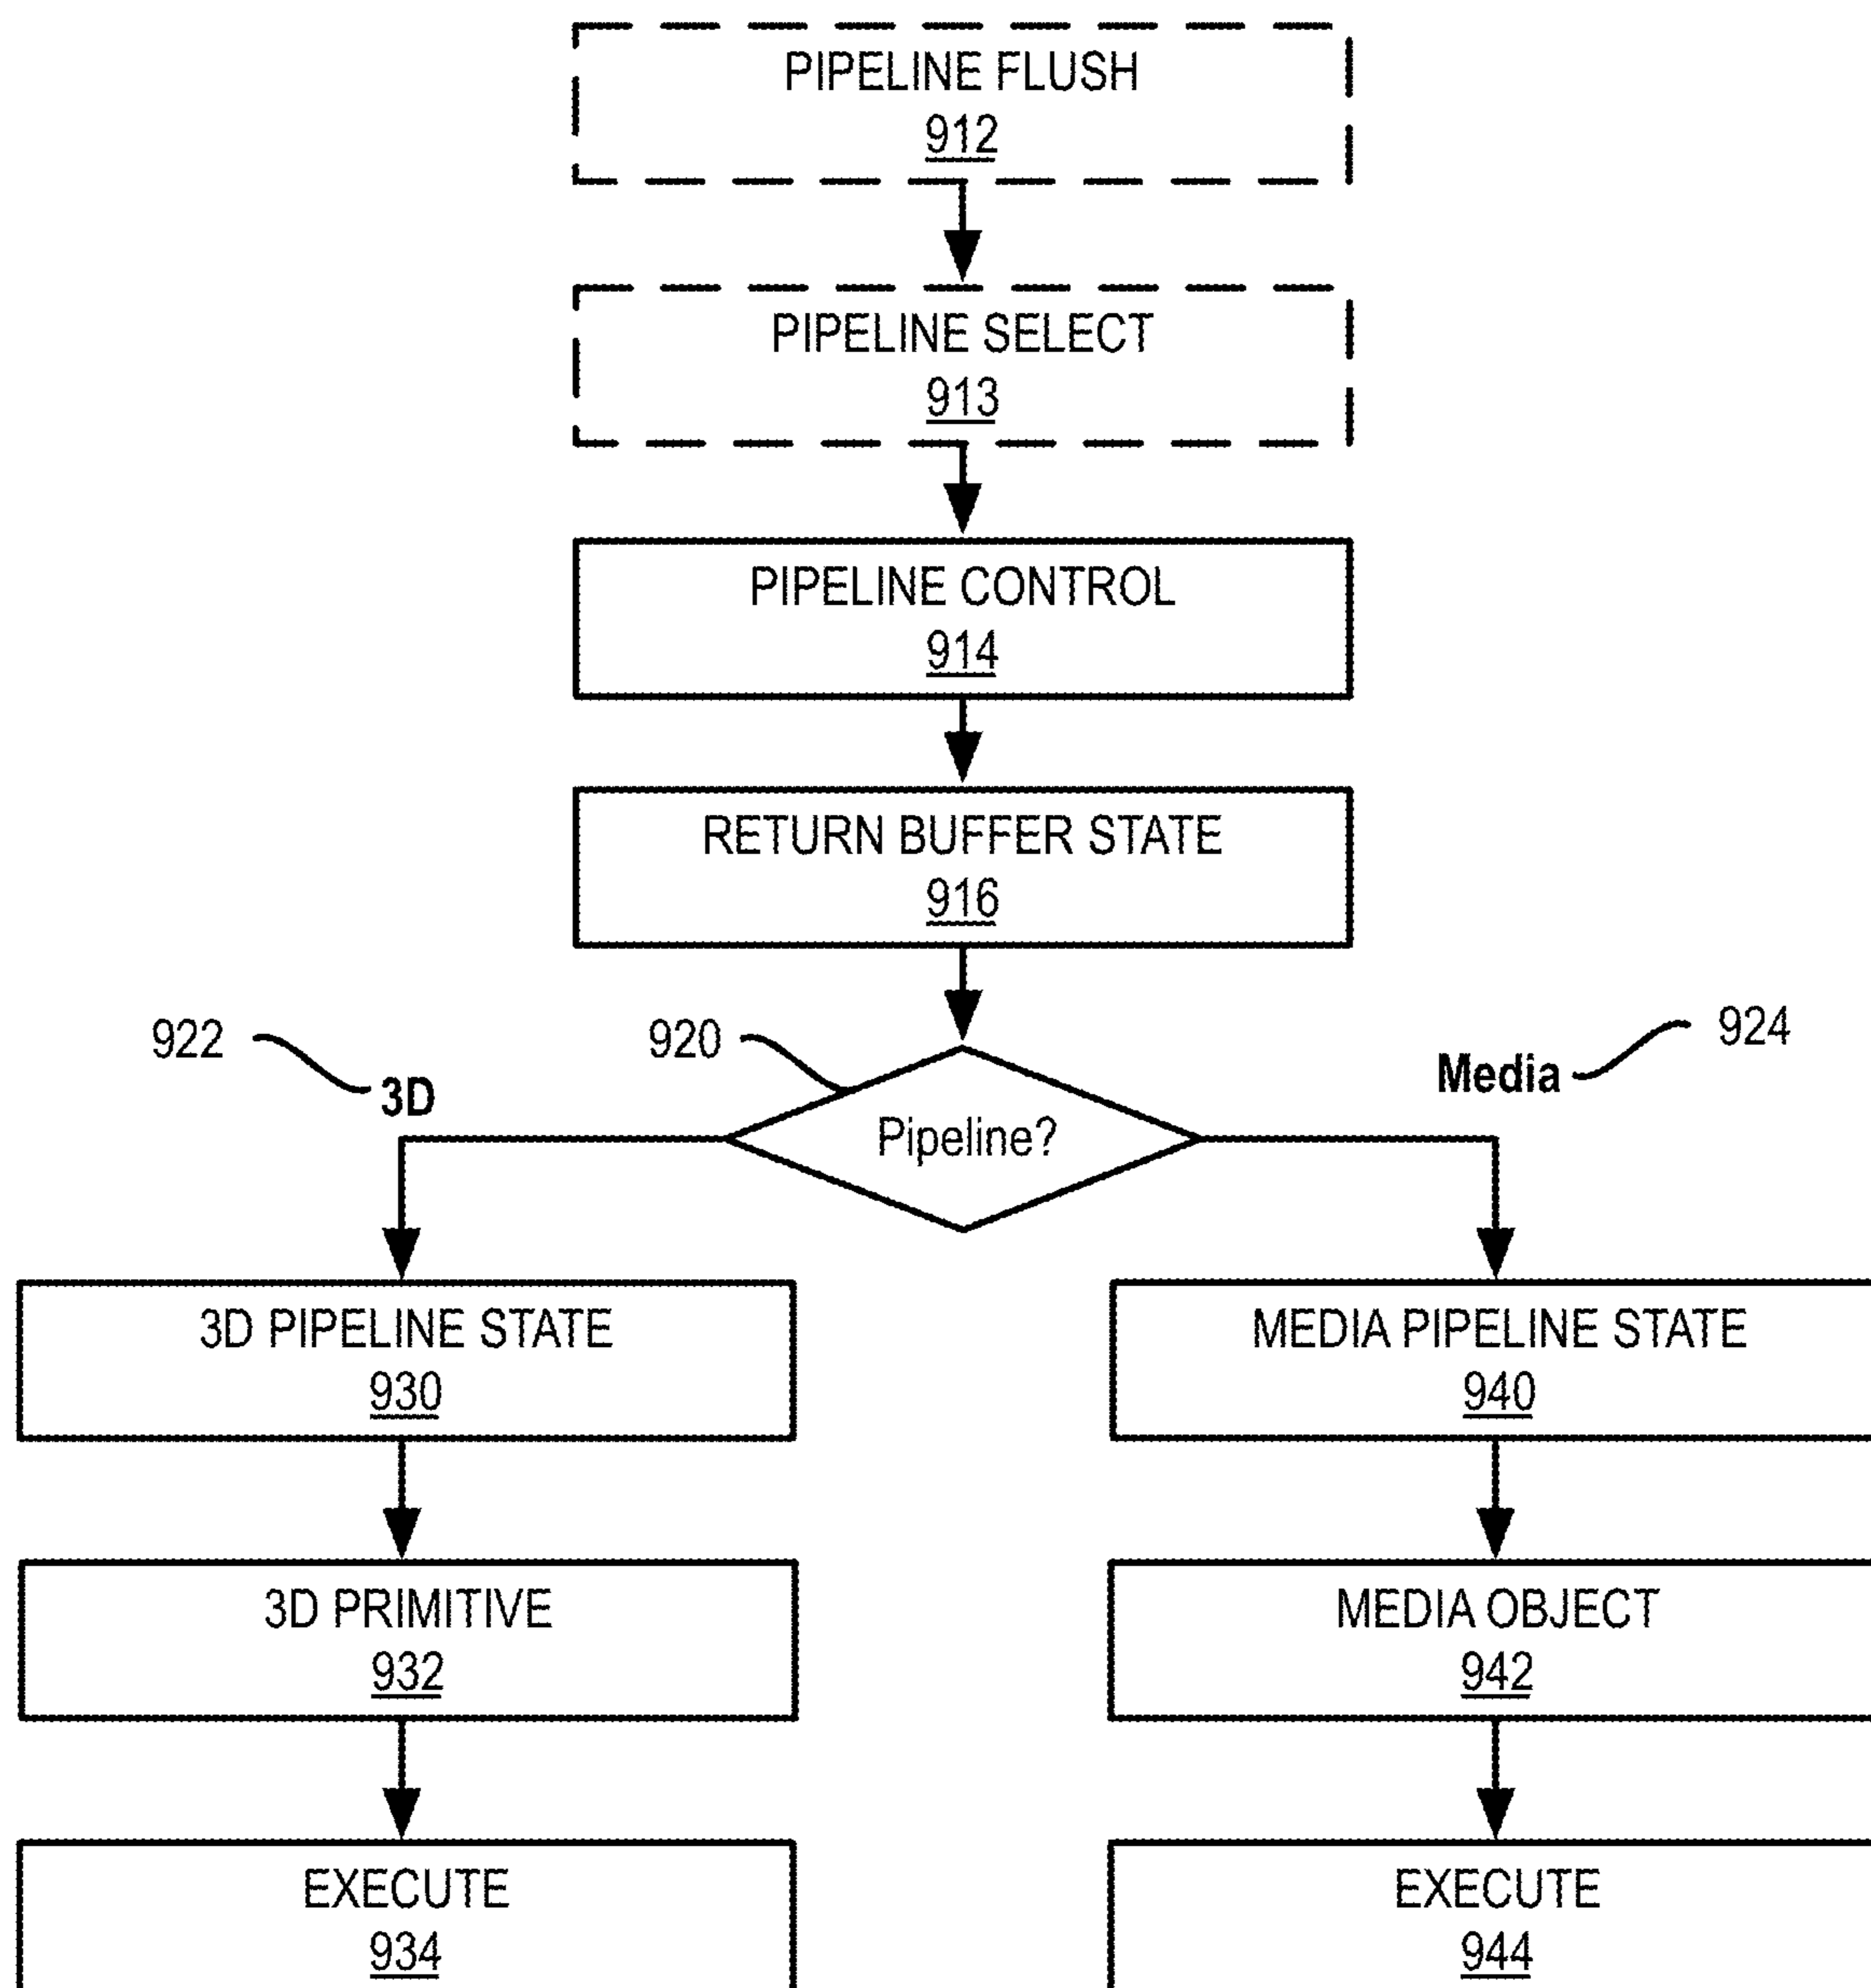 PIPELINE FLUSH
912
PIPELINE SELECT
913
PIPELINE CONTROL
914
RETURN BUFFER STATE
916
922
920
924
3D
Media
Pipeline?
3D PIPELINE STATE
930
MEDIA PIPELINE STATE
940
3D PRIMITIVE
932
MEDIA OBJECT
942
EXECUTE
934
EXECUTE
944